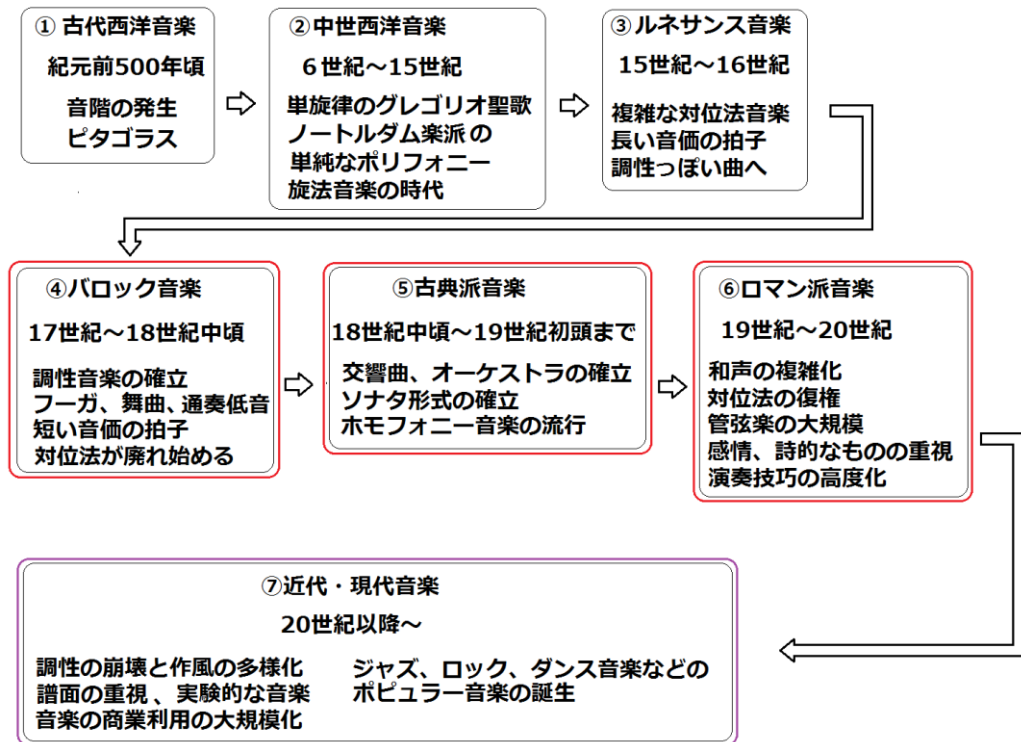 ① 古代西洋音楽
紀元前500年頃
音階の発生
ピタゴラス
②中世西洋音楽
6世紀～15世紀
単旋律のグレゴリオ聖歌
ノートルダム楽派の
単純なポリフォニー
旋法音楽の時代
③ルネサンス音楽
15世紀～16世紀
複雑な対位法音楽
長い音価の拍子
調性っぽい曲へ
④バロック音楽
17世紀～18世紀中頃
調性音楽の確立
フーガ、舞曲、通奏低音
短い音価の拍子
対位法が廃れ始める
⑤古典派音楽
18世紀中頃～19世紀初頭まで
交響曲、オーケストラの確立
ソナタ形式の確立
ホモフォニー音楽の流行
⑥ロマン派音楽
19世紀～20世紀
和声の複雑化
対位法の復権
管弦楽の大規模
感情、詩的なものの重視
演奏技巧の高度化
⑦近代・現代音楽
20世紀以降～
調性の崩壊と作風の多様化
譜面の重視、実験的な音楽
音楽の商業利用の大規模化
ジャズ、ロック、ダンス音楽などの
ポピュラー音楽の誕生